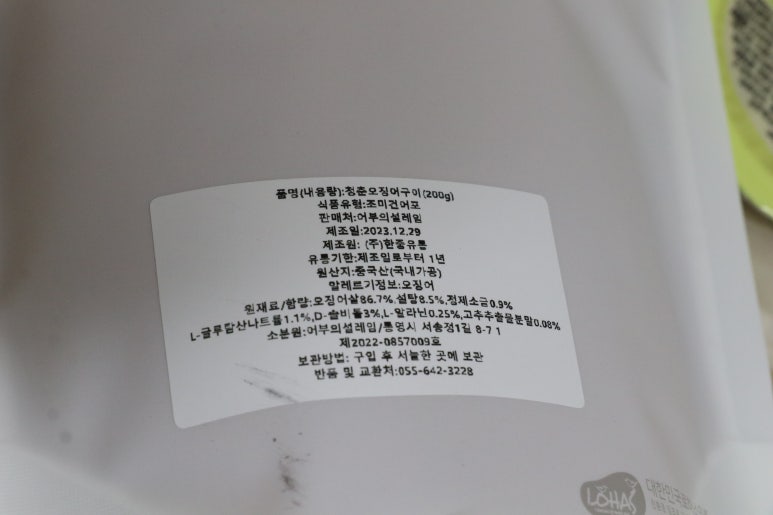 품명(내용량):청춘오징어구이(200g)
식품유형:조미건어포
판매처:어부의설레임
제조일:2023.12.29
제조원: (주)한중유통
유통기한:제조일로부터 1년
원산지:중국산(국내가공)
알레르기정보:오징어
원재료/함량:오징어살86.7%,설탕8.5%,정제소금0.9%
L-글루탐산나트륨1.1%,D-솔비톨3%,L-알라닌0.25%,고추추출물분말0.08%
소분원:어부의설레임/통영시 서송정1길 8-7 1
제2022-0857009호
보관방법: 구입 후 서늘한 곳에 보관
반품 및 교환처:055-642-3228
LOHAS
대한민국